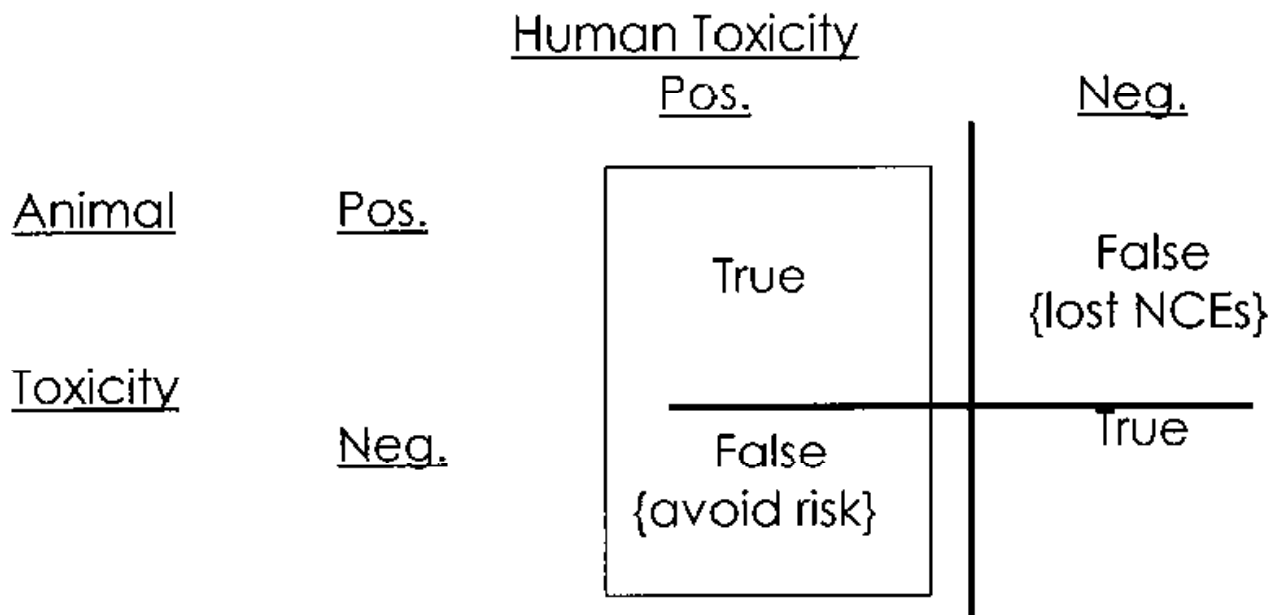 Human Toxicity
Pos. Neg.
Animal Pos.
True
False
{lost NCEs}
Toxicity
Neg.
True
False
{avoid risk}